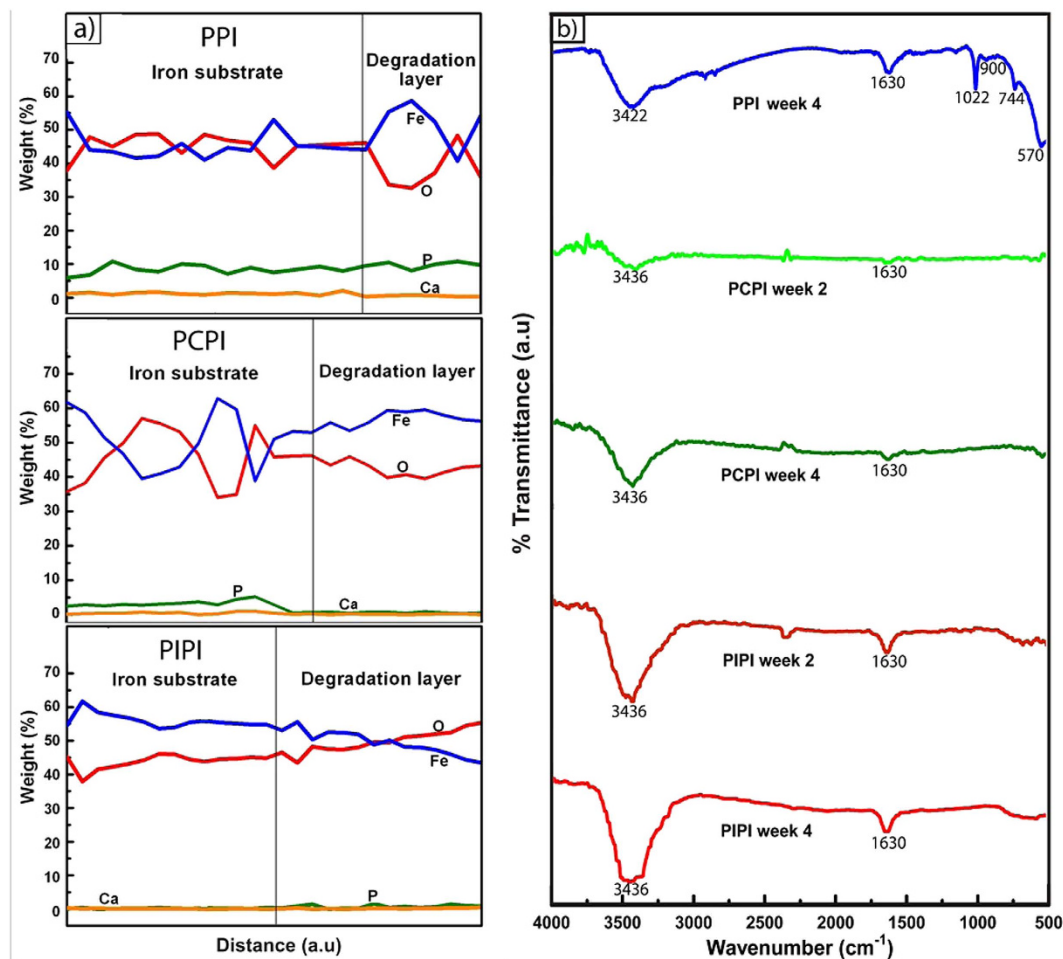 a)
PPI
Iron substrate
Degradation
layer
Fe
O
P
Ca
70
60
50
40
30
20
10
0
Weight (%)
PCPI
Iron substrate
Degradation layer
Fe
O
P
Ca
70
60
50
40
30
20
10
0
Weight (%)
PIPI
Iron substrate
Degradation layer
O
Fe
Ca
P
70
60
50
40
30
20
10
0
Weight (%)
Distance (a.u)
b)
% Transmittance (a.u)
3422
PPI week 4
1630
1022
900
744
570
3436
PCPI week 2
1630
3436
PCPI week 4
1630
3436
PIPI week 2
1630
3436
PIPI week 4
1630
4000 3500 3000 2500 2000 1500 1000 500
Wavenumber (cm⁻¹)